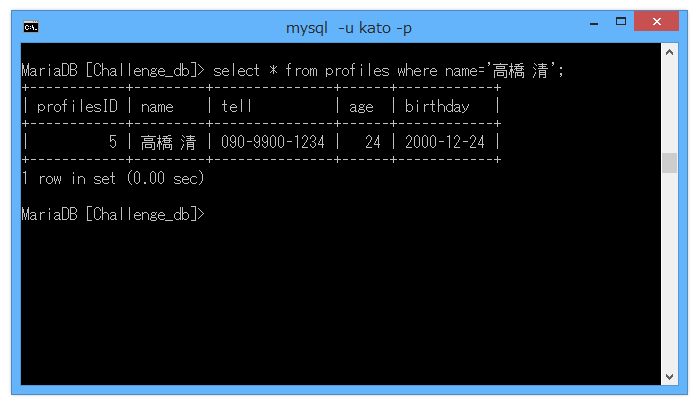 mysql -u kato -p
MariaDB [Challenge_db]> select * from profiles where name='高橋 清';
+------------+---------+---------------+------+------------+
| profilesID | name    | tell          | age  | birthday   |
+------------+---------+---------------+------+------------+
|          5 | 高橋 清 | 090-9900-1234 |   24 | 2000-12-24 |
+------------+---------+---------------+------+------------+
1 row in set (0.00 sec)
MariaDB [Challenge_db]>